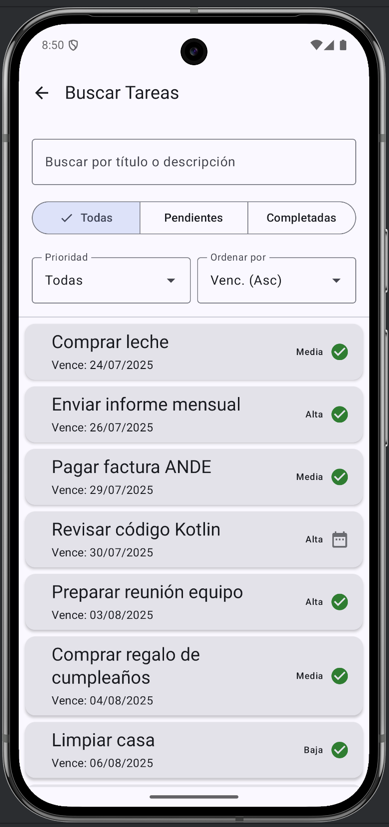 8:50
Buscar Tareas
Buscar por título o descripción
Todas Pendientes Completadas
Prioridad Ordenar por
Todas Venc. (Asc)
Comprar leche
Vence: 24/07/2025
Media
Enviar informe mensual
Vence: 26/07/2025
Alta
Pagar factura ANDE
Vence: 29/07/2025
Media
Revisar código Kotlin
Vence: 30/07/2025
Alta
Preparar reunión equipo
Vence: 03/08/2025
Alta
Comprar regalo de
cumpleaños
Vence: 04/08/2025
Media
Limpiar casa
Vence: 06/08/2025
Baja